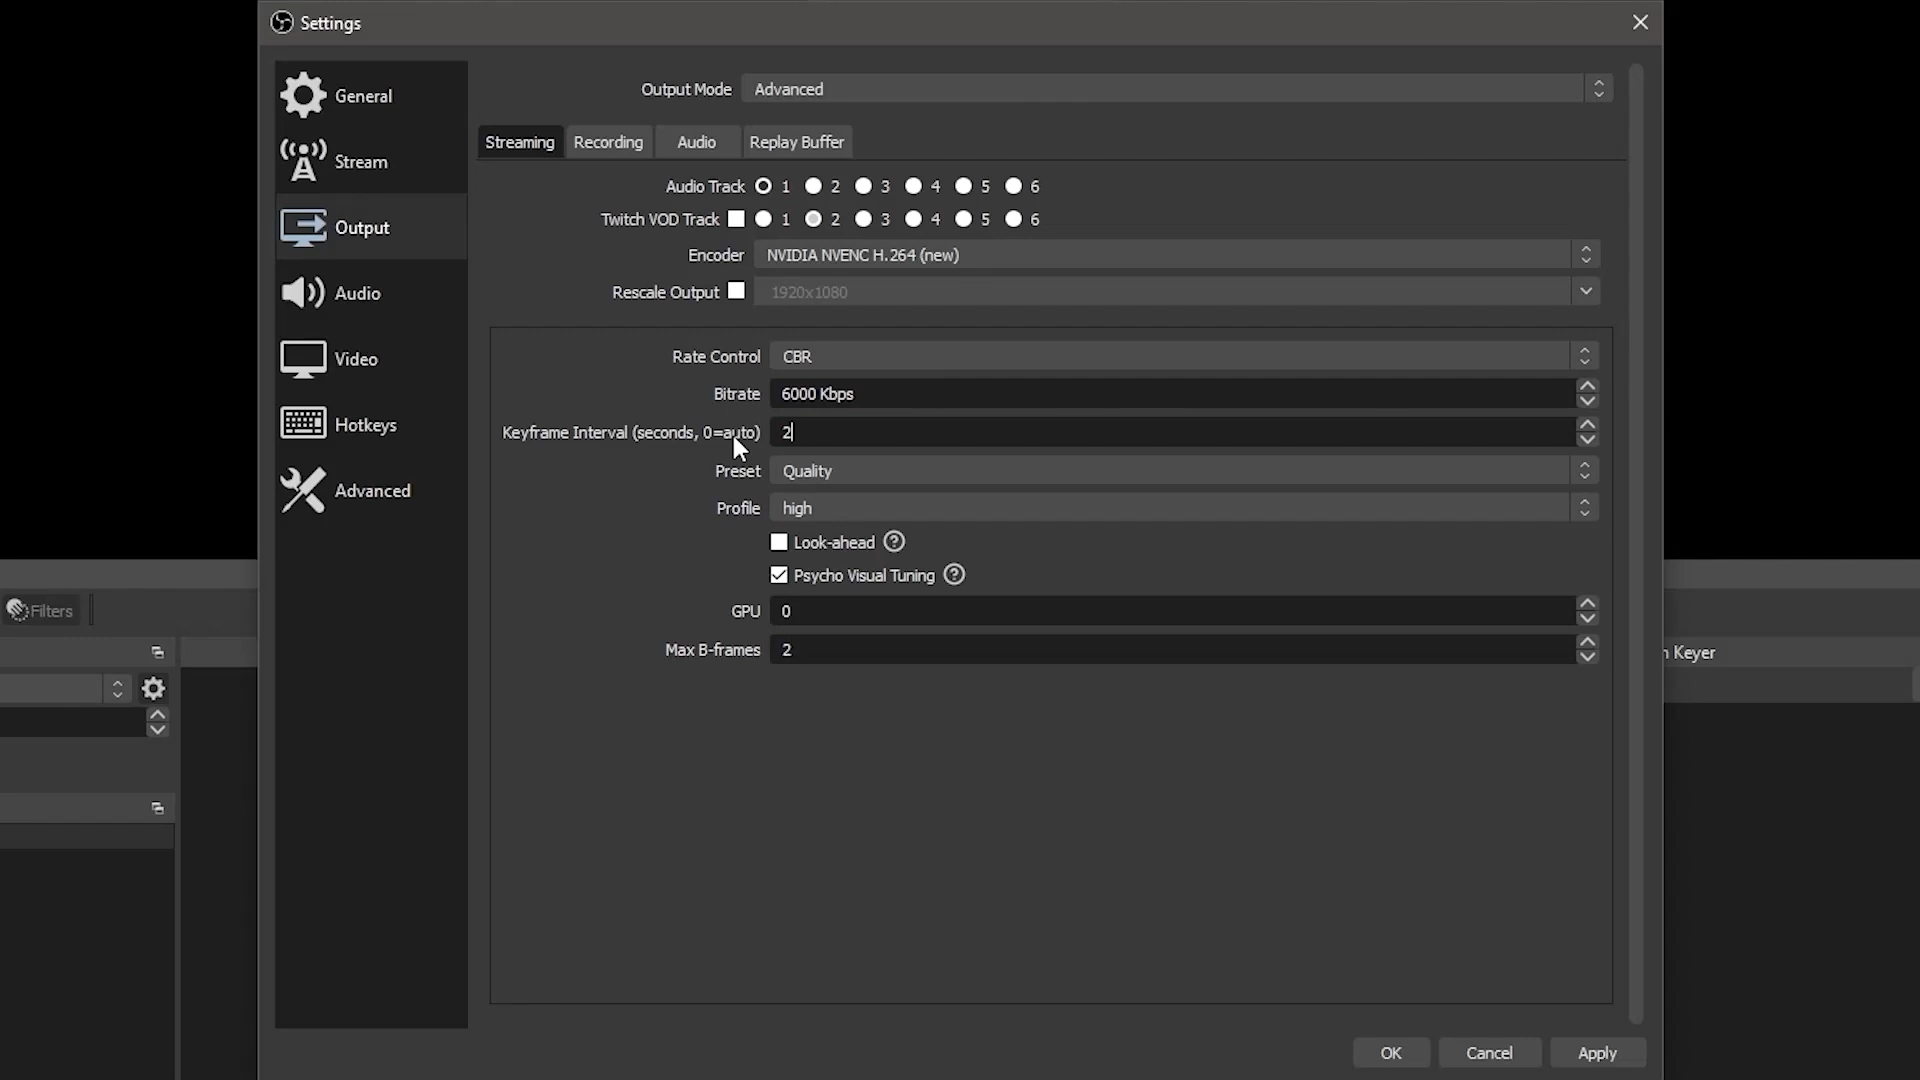 Settings
General
Stream
Output
Audio
Video
Hotkeys
Advanced
Output Mode Advanced
Streaming Recording Audio Replay Buffer
Audio Track 1 2 3 4 5 6
Twitch VOD Track 1 2 3 4 5 6
Encoder NVIDIA NVENC H.264 (new)
Rescale Output 1920x1080
Rate Control CBR
Bitrate 6000 Kbps
Keyframe Interval (seconds, 0=auto) 2
Preset Quality
Profile high
Look-ahead ?
Psycho Visual Tuning ?
GPU 0
Max B-frames 2
OK Cancel Apply
Filters
Keyer